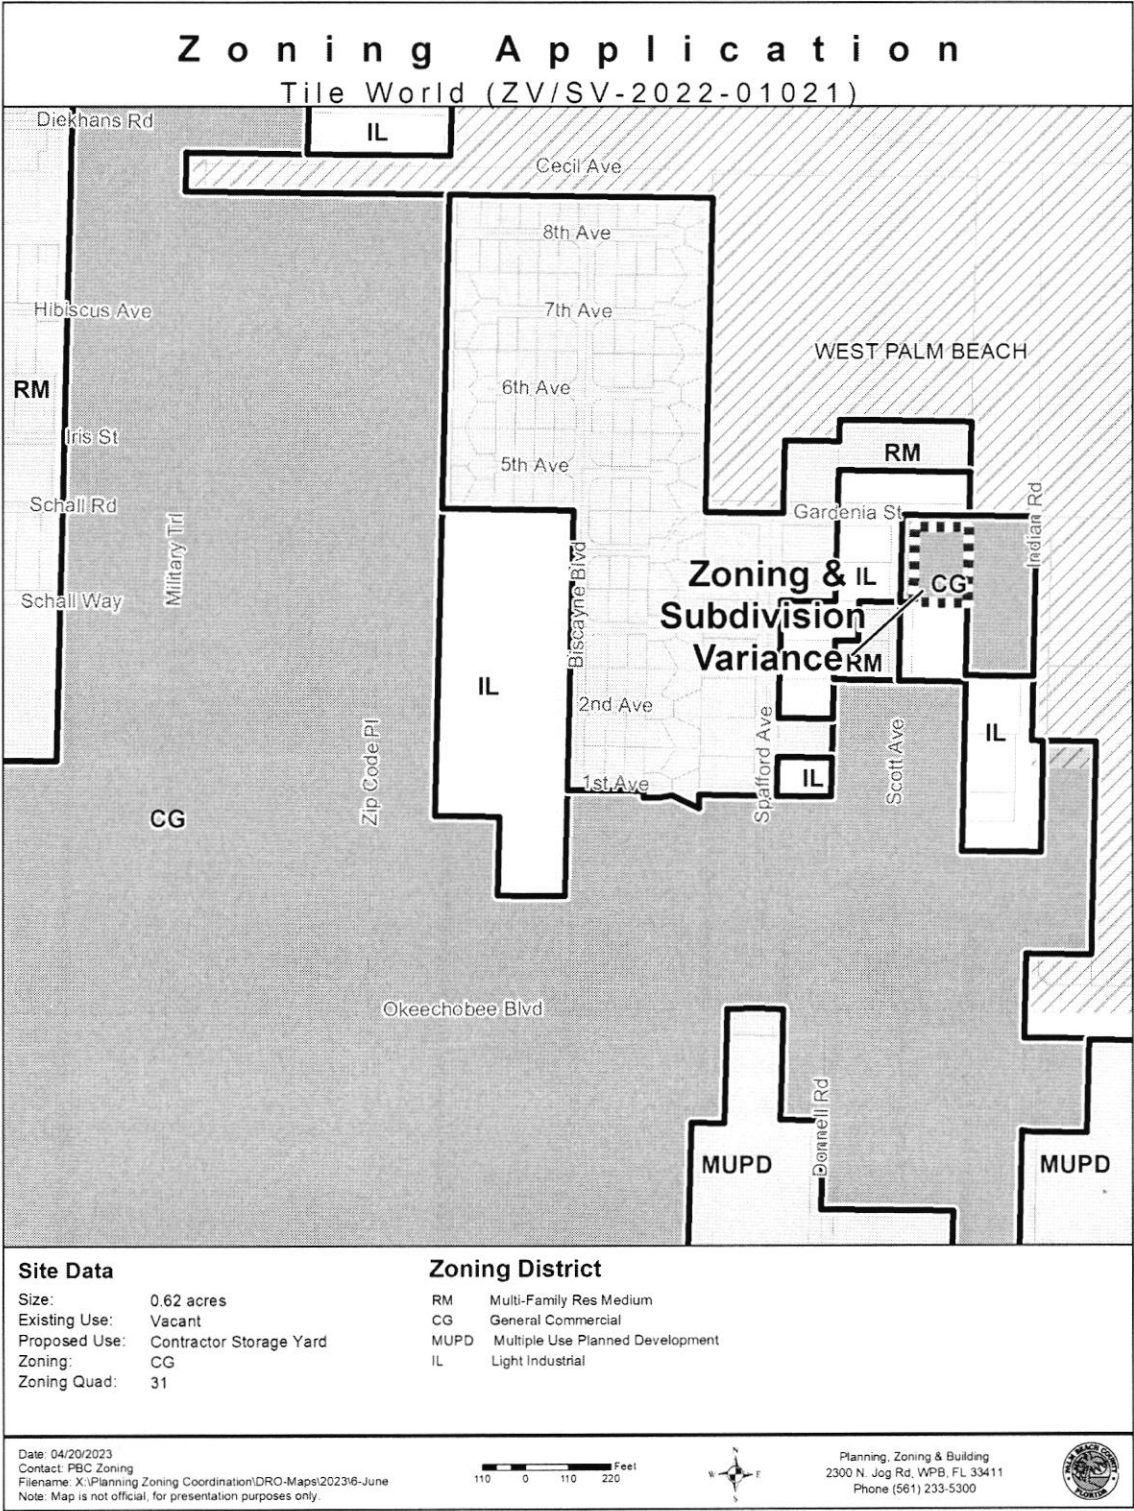 Zoning Application
Tile World (ZV/SV-2022-01021)
Diekhans Rd
IL
Cecil Ave
8th Ave
Hibiscus Ave
7th Ave
WEST PALM BEACH
RM
6th Ave
Iris St
RM
5th Ave
Schall Rd
Military Trl
Gardenia St
Indian Rd
Biscayne Blvd
Zoning &
Subdivision
Variance
IL
CG
Schall Way
RM
IL
2nd Ave
Zip Code Pl
Spafford Ave
Scott Ave
IL
1st Ave
IL
CG
Okeechobee Blvd
Donnell Rd
MUPD
MUPD
Site Data
Size: 0.62 acres
Existing Use: Vacant
Proposed Use: Contractor Storage Yard
Zoning: CG
Zoning Quad: 31
Zoning District
RM Multi-Family Res Medium
CG General Commercial
MUPD Multiple Use Planned Development
IL Light Industrial
Date: 04/20/2023
Contact: PBC Zoning
Filename: X:\Planning Zoning Coordination\DRO-Maps\2023\6-June
Note: Map is not official, for presentation purposes only.
110 0 110 220 Feet
N
W E
S
Planning, Zoning & Building
2300 N. Jog Rd, WPB, FL 33411
Phone (561) 233-5300
PALM BEACH COUNTY
FLORIDA